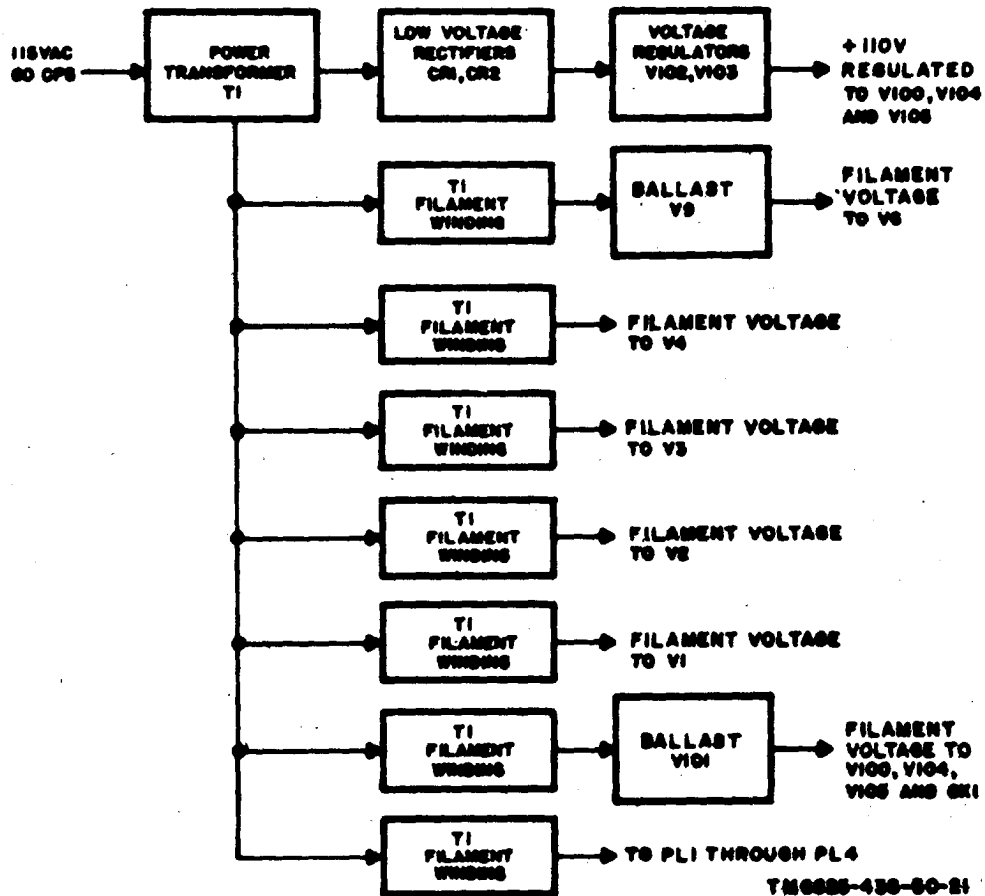 115VAC
60 CPS
POWER
TRANSFORMER
T1
LOW VOLTAGE
RECTIFIERS
CR1, CR2
VOLTAGE
REGULATORS
V102, V103
+110V
REGULATED
TO V100, V104
AND V105
T1
FILAMENT
WINDING
BALLAST
V9
FILAMENT
VOLTAGE
TO V6
T1
FILAMENT
WINDING
FILAMENT VOLTAGE
TO V4
T1
FILAMENT
WINDING
FILAMENT VOLTAGE
TO V3
T1
FILAMENT
WINDING
FILAMENT VOLTAGE
TO V2
T1
FILAMENT
WINDING
FILAMENT VOLTAGE
TO V1
T1
FILAMENT
WINDING
BALLAST
V101
FILAMENT
VOLTAGE TO
V100, V104,
V105 AND
T1
FILAMENT
WINDING
TO PL1 THROUGH PL4